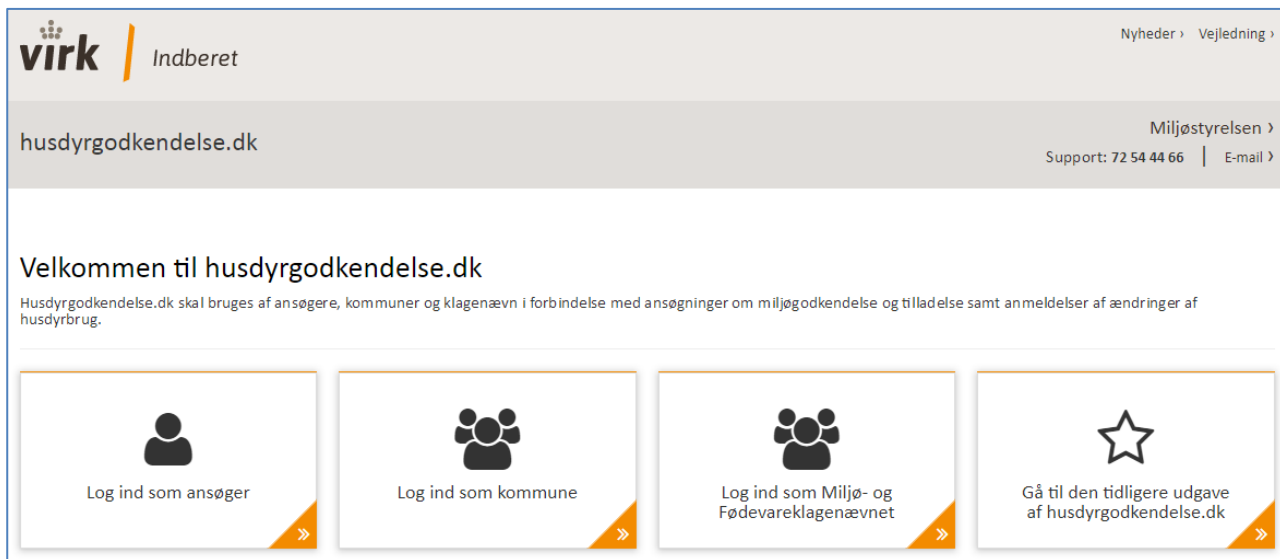 virk Indberet
Nyheder › Vejledning ›
husdyrgodkendelse.dk
Miljøstyrelsen ›
Support: 72 54 44 66 | E-mail ›
Velkommen til husdyrgodkendelse.dk
Husdyrgodkendelse.dk skal bruges af ansøgere, kommuner og klagenævn i forbindelse med ansøgninger om miljøgodkendelse og tilladelse samt anmeldelser af ændringer af
husdyrbrug.
Log ind som ansøger
Log ind som kommune
Log ind som Miljø- og
Fødevareklagenævnet
Gå til den tidligere udgave
af husdyrgodkendelse.dk